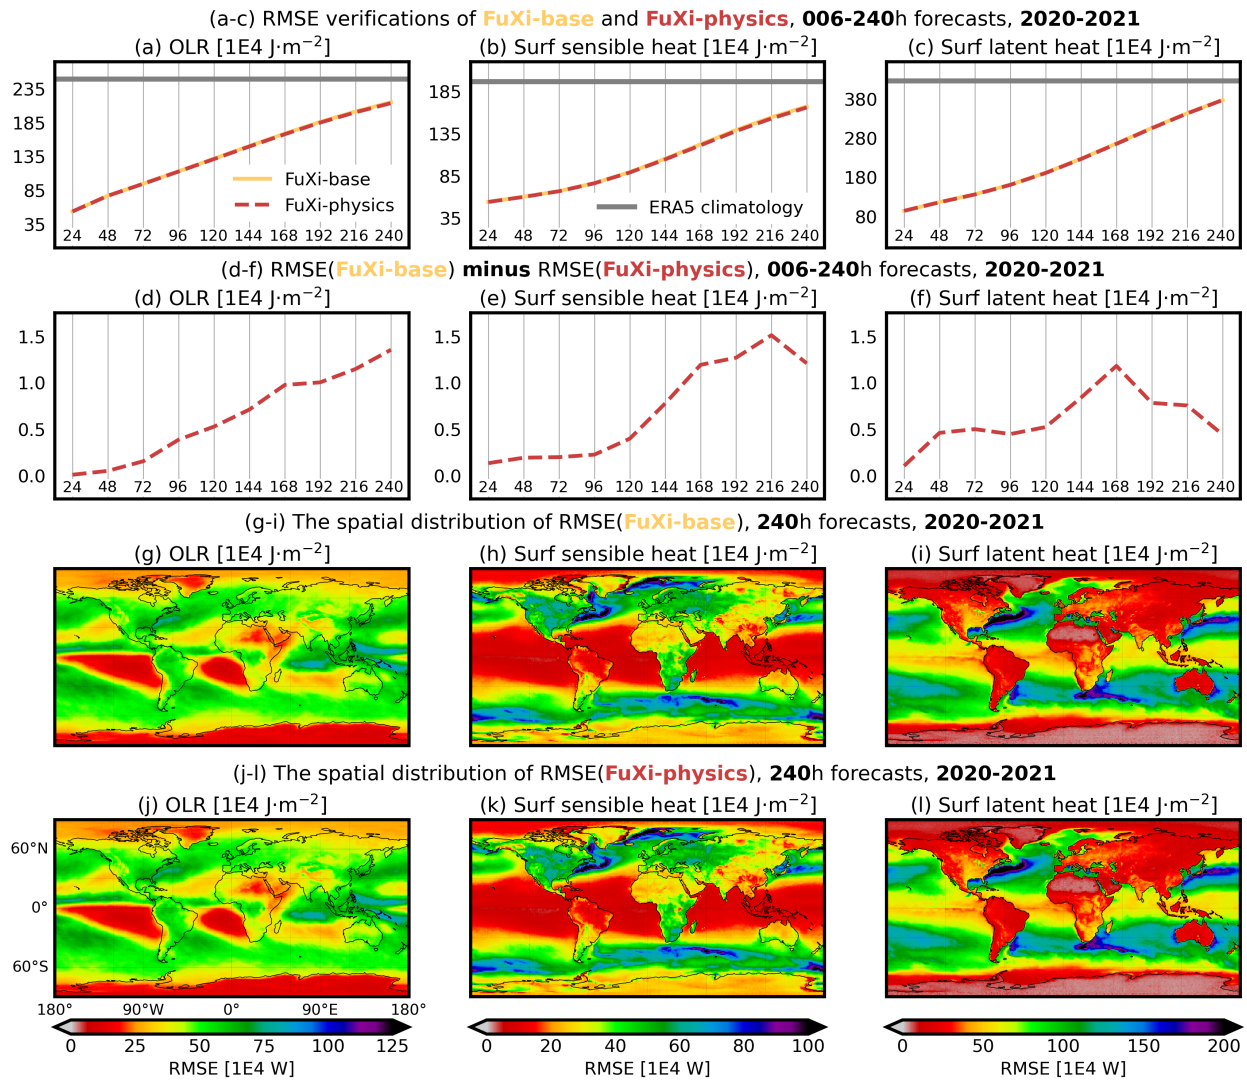 (a-c) RMSE verifications of FuXi-base and FuXi-physics, 006-240h forecasts, 2020-2021
(a) OLR [1E4 J·m⁻²]
(b) Surf sensible heat [1E4 J·m⁻²]
(c) Surf latent heat [1E4 J·m⁻²]
235
185
135
85
35
FuXi-base
FuXi-physics
24 48 72 96 120 144 168 192 216 240
185
135
85
35
ERA5 climatology
24 48 72 96 120 144 168 192 216 240
380
280
180
80
24 48 72 96 120 144 168 192 216 240
(d-f) RMSE(FuXi-base) minus RMSE(FuXi-physics), 006-240h forecasts, 2020-2021
(d) OLR [1E4 J·m⁻²]
(e) Surf sensible heat [1E4 J·m⁻²]
(f) Surf latent heat [1E4 J·m⁻²]
1.5
1.0
0.5
0.0
24 48 72 96 120 144 168 192 216 240
1.5
1.0
0.5
0.0
24 48 72 96 120 144 168 192 216 240
1.5
1.0
0.5
0.0
24 48 72 96 120 144 168 192 216 240
(g-i) The spatial distribution of RMSE(FuXi-base), 240h forecasts, 2020-2021
(g) OLR [1E4 J·m⁻²]
(h) Surf sensible heat [1E4 J·m⁻²]
(i) Surf latent heat [1E4 J·m⁻²]
(j-l) The spatial distribution of RMSE(FuXi-physics), 240h forecasts, 2020-2021
(j) OLR [1E4 J·m⁻²]
(k) Surf sensible heat [1E4 J·m⁻²]
(l) Surf latent heat [1E4 J·m⁻²]
60°N
0°
60°S
180° 90°W 0° 90°E 180°
0 25 50 75 100 125
RMSE [1E4 W]
0 20 40 60 80 100
RMSE [1E4 W]
0 50 100 150 200
RMSE [1E4 W]